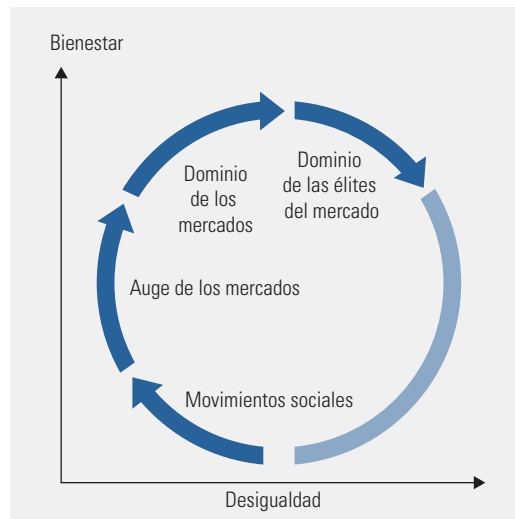 Bienestar
Dominio
de los
mercados
Dominio
de las élites
del mercado
Auge de los mercados
Movimientos sociales
Desigualdad